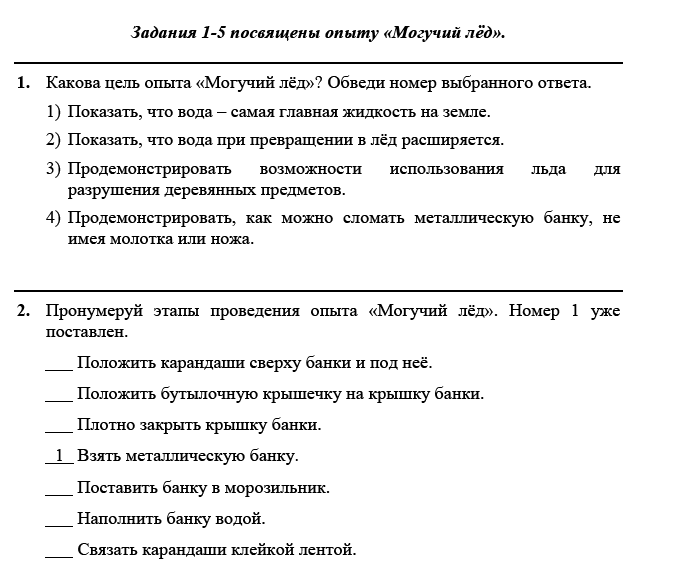 Задания 1-5 посвящены опыту «Могучий лёд».
1. Какова цель опыта «Могучий лёд»? Обведи номер выбранного ответа.
1) Показать, что вода – самая главная жидкость на земле.
2) Показать, что вода при превращении в лёд расширяется.
3) Продемонстрировать возможности использования льда для
разрушения деревянных предметов.
4) Продемонстрировать, как можно сломать металлическую банку, не
имея молотка или ножа.
2. Пронумеруй этапы проведения опыта «Могучий лёд». Номер 1 уже
поставлен.
___ Положить карандаши сверху банки и под неё.
___ Положить бутылочную крышечку на крышку банки.
___ Плотно закрыть крышку банки.
_1_ Взять металлическую банку.
___ Поставить банку в морозильник.
___ Наполнить банку водой.
___ Связать карандаши клейкой лентой.